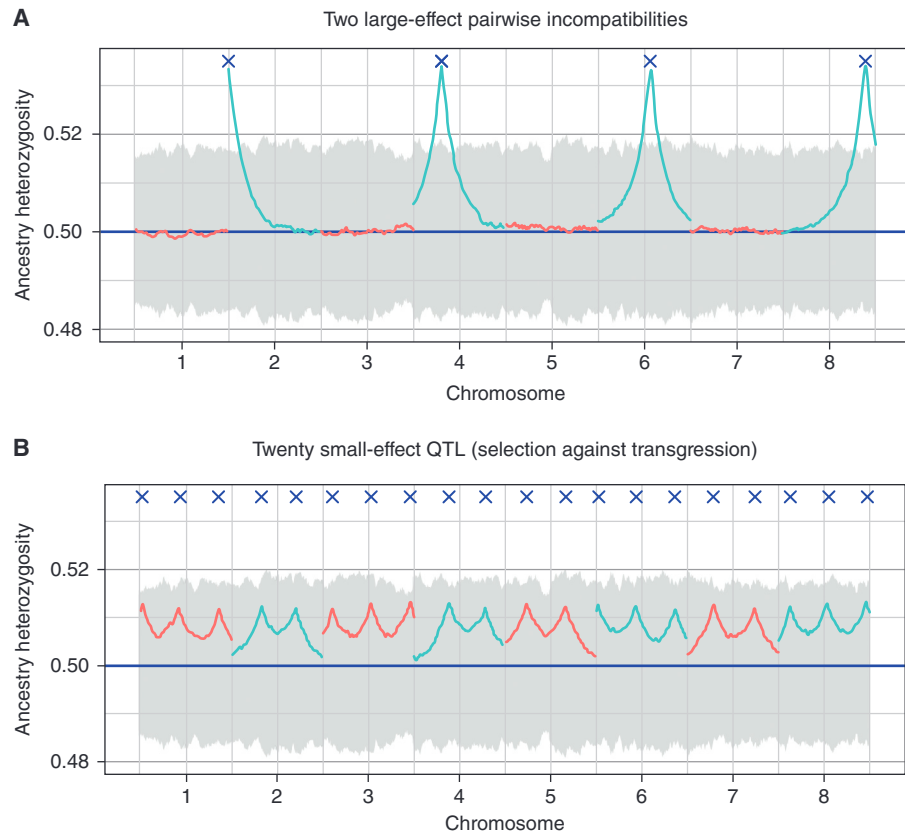 A
Two large-effect pairwise incompatibilities
Ancestry heterozygosity
0.52
0.50
0.48
1 2 3 4 5 6 7 8
Chromosome
B
Twenty small-effect QTL (selection against transgression)
Ancestry heterozygosity
0.52
0.50
0.48
1 2 3 4 5 6 7 8
Chromosome